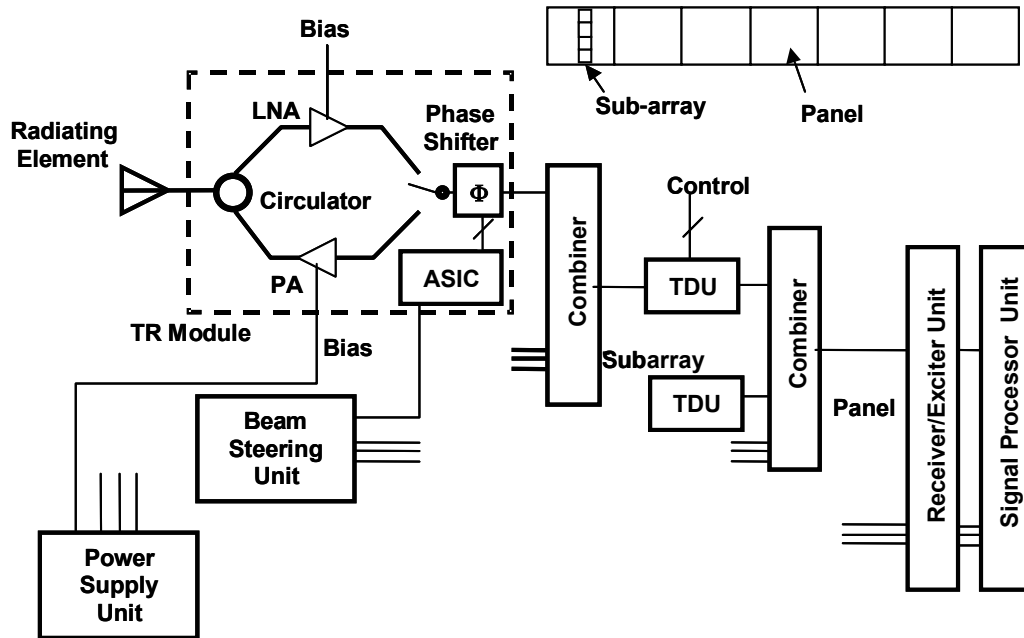 Bias
Sub-array
Panel
LNA
Phase
Shifter
Radiating
Element
Circulator
Φ
Control
PA
ASIC
TDU
Combiner
Combiner
Receiver/Exciter Unit
Signal Processor Unit
TR Module
Bias
Subarray
TDU
Panel
Beam
Steering
Unit
Power
Supply
Unit